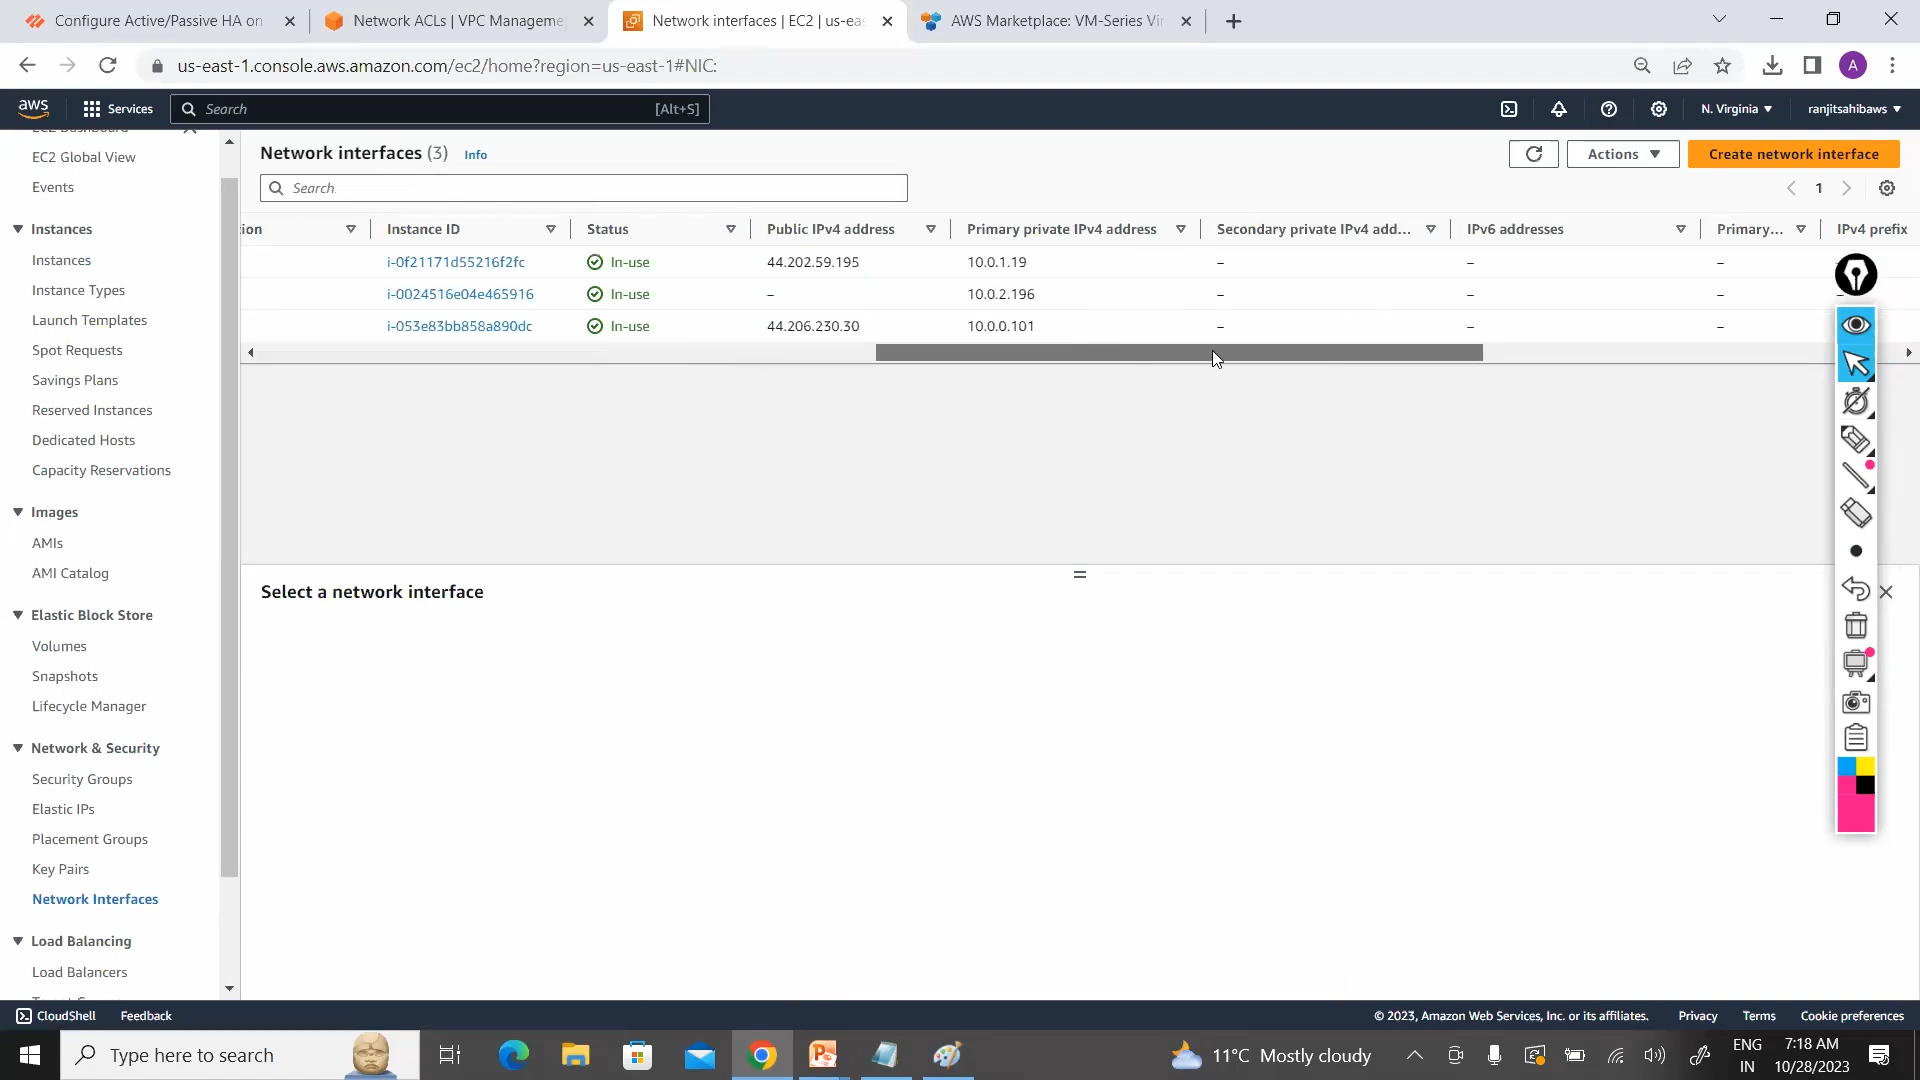 Configure Active/Passive HA on
Network ACLs | VPC Manageme
Network interfaces | EC2 | us-eas
AWS Marketplace: VM-Series Vir
us-east-1.console.aws.amazon.com/ec2/home?region=us-east-1#NIC:
A
aws
Services
Search
[Alt+S]
N. Virginia
ranjitsahibaws
EC2 Dashboard
EC2 Global View
Events
Instances
Instances
Instance Types
Launch Templates
Spot Requests
Savings Plans
Reserved Instances
Dedicated Hosts
Capacity Reservations
Images
AMIs
AMI Catalog
Elastic Block Store
Volumes
Snapshots
Lifecycle Manager
Network & Security
Security Groups
Elastic IPs
Placement Groups
Key Pairs
Network Interfaces
Load Balancing
Load Balancers
Network interfaces (3) Info
Actions
Create network interface
Search
1
ion Instance ID Status Public IPv4 address Primary private IPv4 address Secondary private IPv4 add... IPv6 addresses Primary... IPv4 prefix
i-0f21171d55216f2fc In-use 44.202.59.195 10.0.1.19 – – –
i-0024516e04e465916 In-use – 10.0.2.196 – – – –
i-053e83bb858a890dc In-use 44.206.230.30 10.0.0.101 – – –
Select a network interface
CloudShell Feedback
© 2023, Amazon Web Services, Inc. or its affiliates. Privacy Terms Cookie preferences
Type here to search
11°C Mostly cloudy
ENG
IN
7:18 AM
10/28/2023